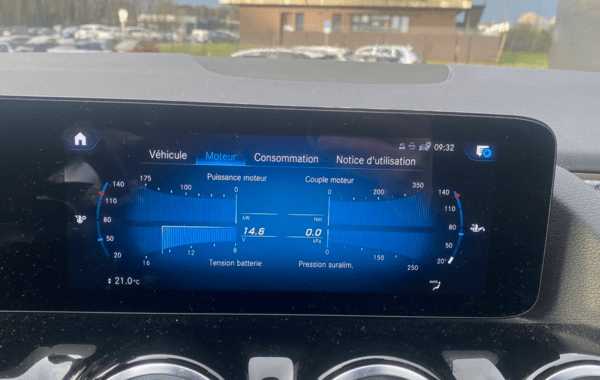 09:32
Véhicule Moteur Consommation Notice d'utilisation
Puissance moteur Couple moteur
175 100 0 0 200 350
140 140
110 110
80 80
50 50
20 20°
kW Nm
14.6 0.0
V kPa
16 12 8 0 150 250
Tension batterie Pression suralim.
21.0°C